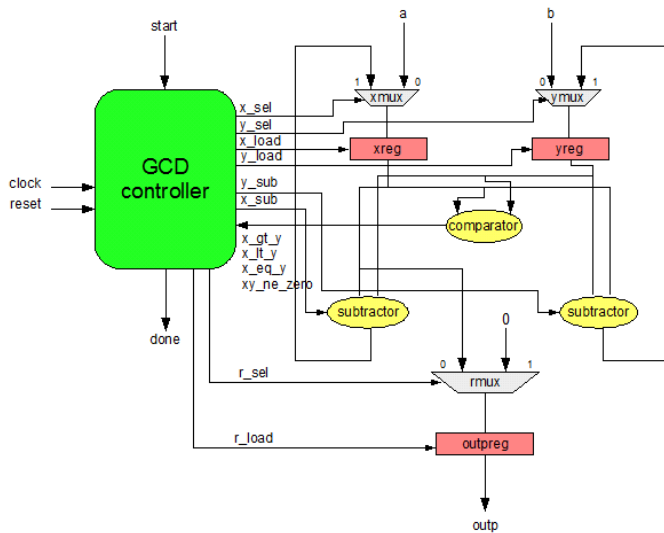 start
a
b
1
0
0
1
xmux
ymux
x_sel
y_sel
x_load
y_load
xreg
yreg
GCD
controller
clock
reset
y_sub
x_sub
comparator
x_gt_y
x_lt_y
x_eq_y
xy_ne_zero
subtractor
subtractor
done
0
0
1
r_sel
rmux
r_load
outpreg
outp